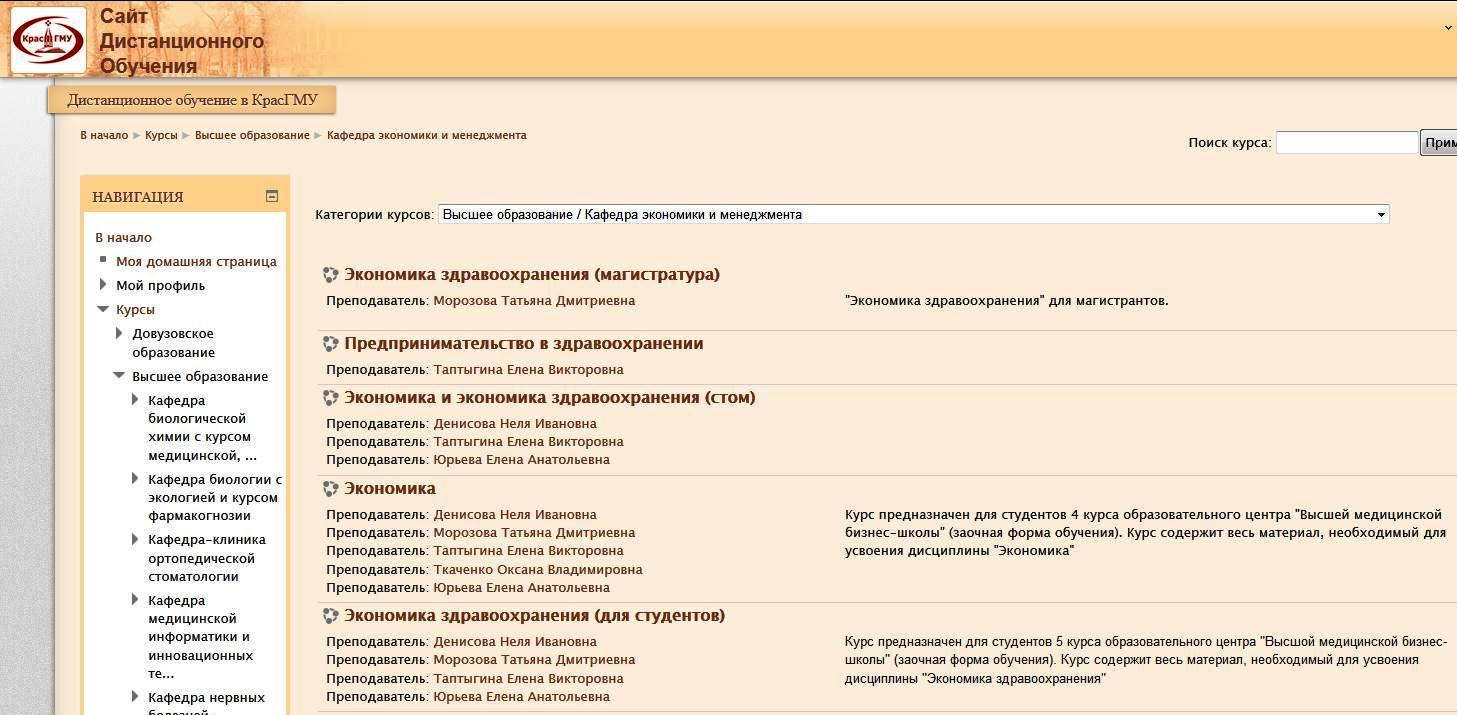 КрасГМУ
Сайт
Дистанционного
Обучения
Дистанционное обучение в КрасГМУ
В начало ► Курсы ► Высшее образование ► Кафедра экономики и менеджмента
Поиск курса:
Прим
НАВИГАЦИЯ
В начало
Моя домашняя страница
Мой профиль
Курсы
Довузовское
образование
Высшее образование
Кафедра
биологической
химии с курсом
медицинской, ...
Кафедра биологии с
экологией и курсом
фармакогнозии
Кафедра-клиника
ортопедической
стоматологии
Кафедра
медицинской
информатики и
инновационных
те...
Кафедра нервных
болезней
Категории курсов: Высшее образование / Кафедра экономики и менеджмента
Экономика здравоохранения (магистратура)
Преподаватель: Морозова Татьяна Дмитриевна
"Экономика здравоохранения" для магистрантов.
Предпринимательство в здравоохранении
Преподаватель: Таптыгина Елена Викторовна
Экономика и экономика здравоохранения (стом)
Преподаватель: Денисова Неля Ивановна
Преподаватель: Таптыгина Елена Викторовна
Преподаватель: Юрьева Елена Анатольевна
Экономика
Преподаватель: Денисова Неля Ивановна
Преподаватель: Морозова Татьяна Дмитриевна
Преподаватель: Таптыгина Елена Викторовна
Преподаватель: Ткаченко Оксана Владимировна
Преподаватель: Юрьева Елена Анатольевна
Курс предназначен для студентов 4 курса образовательного центра "Высшей медицинской
бизнес-школы" (заочная форма обучения). Курс содержит весь материал, необходимый для
усвоения дисциплины "Экономика"
Экономика здравоохранения (для студентов)
Преподаватель: Денисова Неля Ивановна
Преподаватель: Морозова Татьяна Дмитриевна
Преподаватель: Таптыгина Елена Викторовна
Преподаватель: Юрьева Елена Анатольевна
Курс предназначен для студентов 5 курса образовательного центра "Высшой медицинской бизнес-
школы" (заочная форма обучения). Курс содержит весь материал, необходимый для усвоения
дисциплины "Экономика здравоохранения"